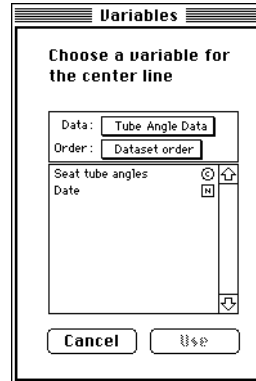 Variables
Choose a variable for
the center line
Data: Tube Angle Data
Order: Dataset order
Seat tube angles C
Date N
Cancel Use